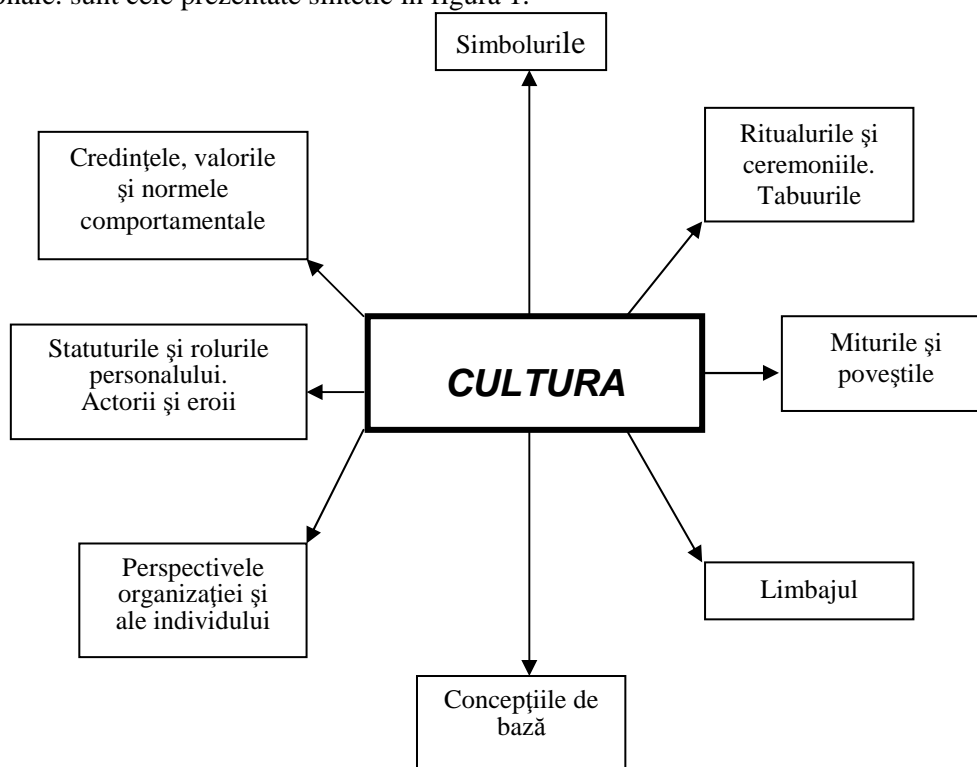 sunt cele prezentate sintetic în figura 1.
Simbolurile
Ritualurile şi
ceremoniile.
Tabuurile
Credinţele, valorile
şi normele
comportamentale
Statuturile şi rolurile
personalului.
Actorii şi eroii
CULTURA
Miturile şi
poveştile
Perspectivele
organizaţiei şi
ale individului
Limbajul
Concepţiile de
bază